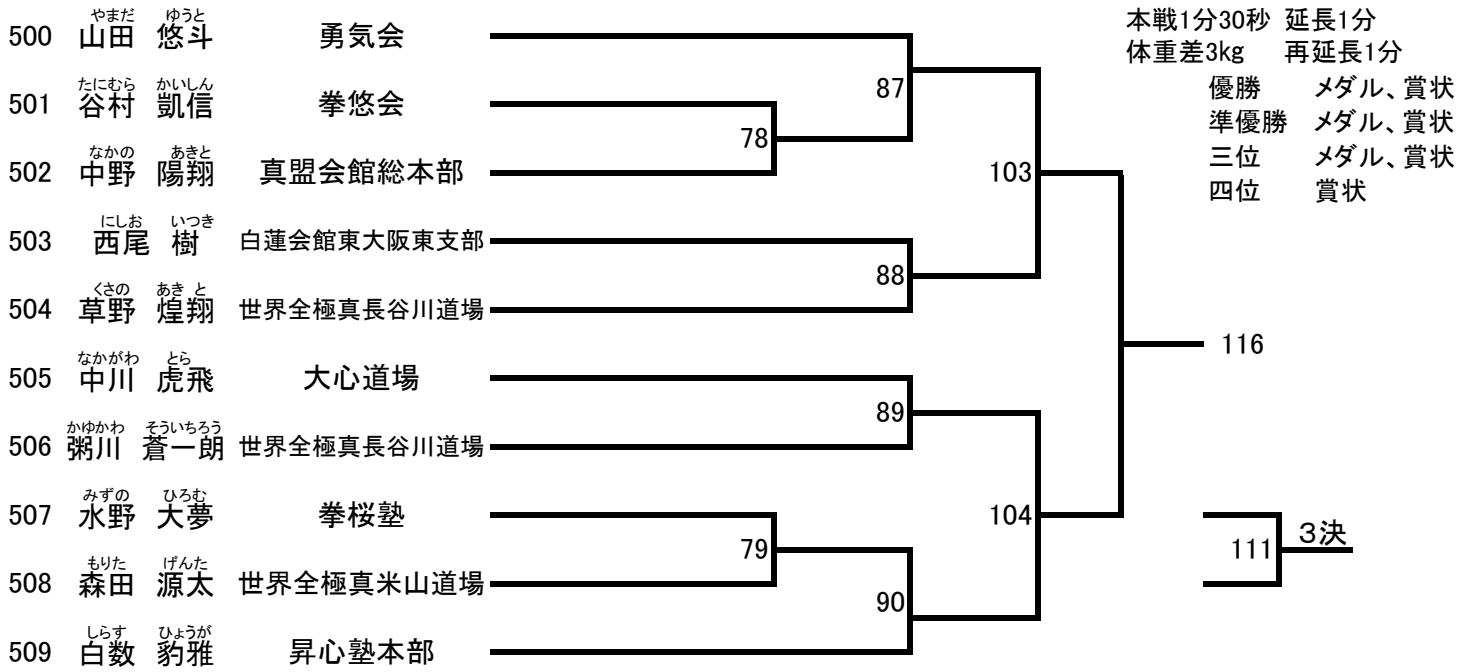 やまだ ゆうと
500 山田 悠斗 勇気会
たにむら かいしん
501 谷村 凱信 拳悠会
なかの あきと
502 中野 陽翔 真盟会館総本部
にしお いつき
503 西尾 樹 白蓮会館東大阪東支部
くさの あき と
504 草野 煌翔 世界全極真長谷川道場
なかがわ とら
505 中川 虎飛 大心道場
かゆかわ そういちろう
506 粥川 蒼一朗 世界全極真長谷川道場
みずの ひろむ
507 水野 大夢 拳桜塾
もりた げんた
508 森田 源太 世界全極真米山道場
しらす ひょうが
509 白数 豹雅 昇心塾本部
78
79
87
88
89
90
103
104
116
111 3決
本戦1分30秒 延長1分
体重差3kg 再延長1分
優勝 メダル、賞状
準優勝 メダル、賞状
三位 メダル、賞状
四位 賞状